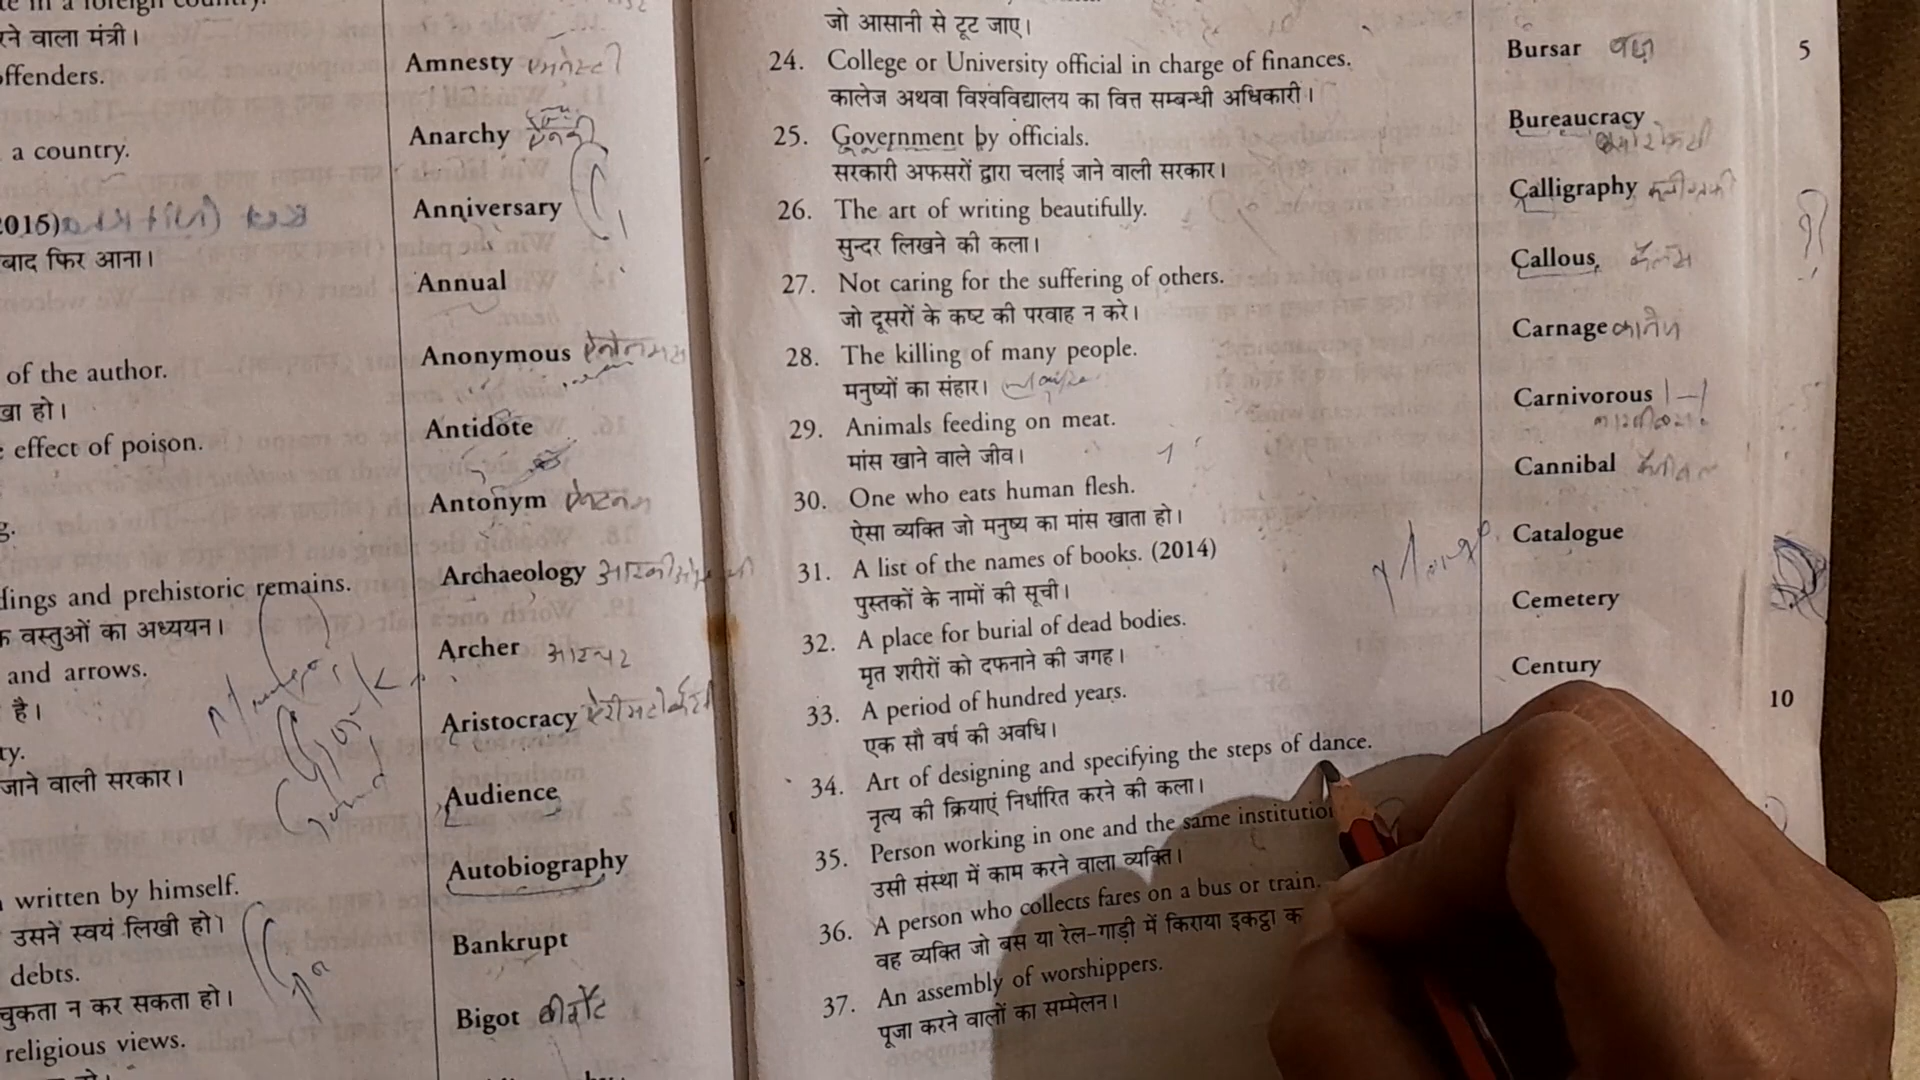 रने वाला मंत्री।
offenders.
Amnesty
Anarchy
a country.
Anniversary
2016)
बाद फिर आना।
Annual
of the author.
Anonymous
खा हो।
effect of poison.
Antidote
Antonym
dings and prehistoric remains.
Archaeology
क वस्तुओं का अध्ययन।
and arrows.
Archer आरचर
है।
Aristocracy
ty.
जाने वाली सरकार।
Audience
Autobiography
written by himself.
उसने स्वयं लिखी हो।
Bankrupt
debts.
चुकता न कर सकता हो।
Bigot
religious views.
जो आसानी से टूट जाए।
24. College or University official in charge of finances. Bursar 5
कालेज अथवा विश्वविद्यालय का वित्त सम्बन्धी अधिकारी।
25. Government by officials. Bureaucracy
सरकारी अफसरों द्वारा चलाई जाने वाली सरकार।
26. The art of writing beautifully. Calligraphy
सुन्दर लिखने की कला।
27. Not caring for the suffering of others. Callous
जो दूसरों के कष्ट की परवाह न करे।
28. The killing of many people. Carnage
मनुष्यों का संहार।
29. Animals feeding on meat. Carnivorous
मांस खाने वाले जीव।
30. One who eats human flesh. Cannibal
ऐसा व्यक्ति जो मनुष्य का मांस खाता हो।
31. A list of the names of books. (2014) Catalogue
पुस्तकों के नामों की सूची।
32. A place for burial of dead bodies. Cemetery
मृत शरीरों को दफनाने की जगह।
33. A period of hundred years. Century
एक सौ वर्ष की अवधि। 10
34. Art of designing and specifying the steps of dance.
नृत्य की क्रियाएं निर्धारित करने की कला।
35. Person working in one and the same institution
उसी संस्था में काम करने वाला व्यक्ति।
36. A person who collects fares on a bus or train.
वह व्यक्ति जो बस या रेल-गाड़ी में किराया इकट्ठा क
37. An assembly of worshippers.
पूजा करने वालों का सम्मेलन।